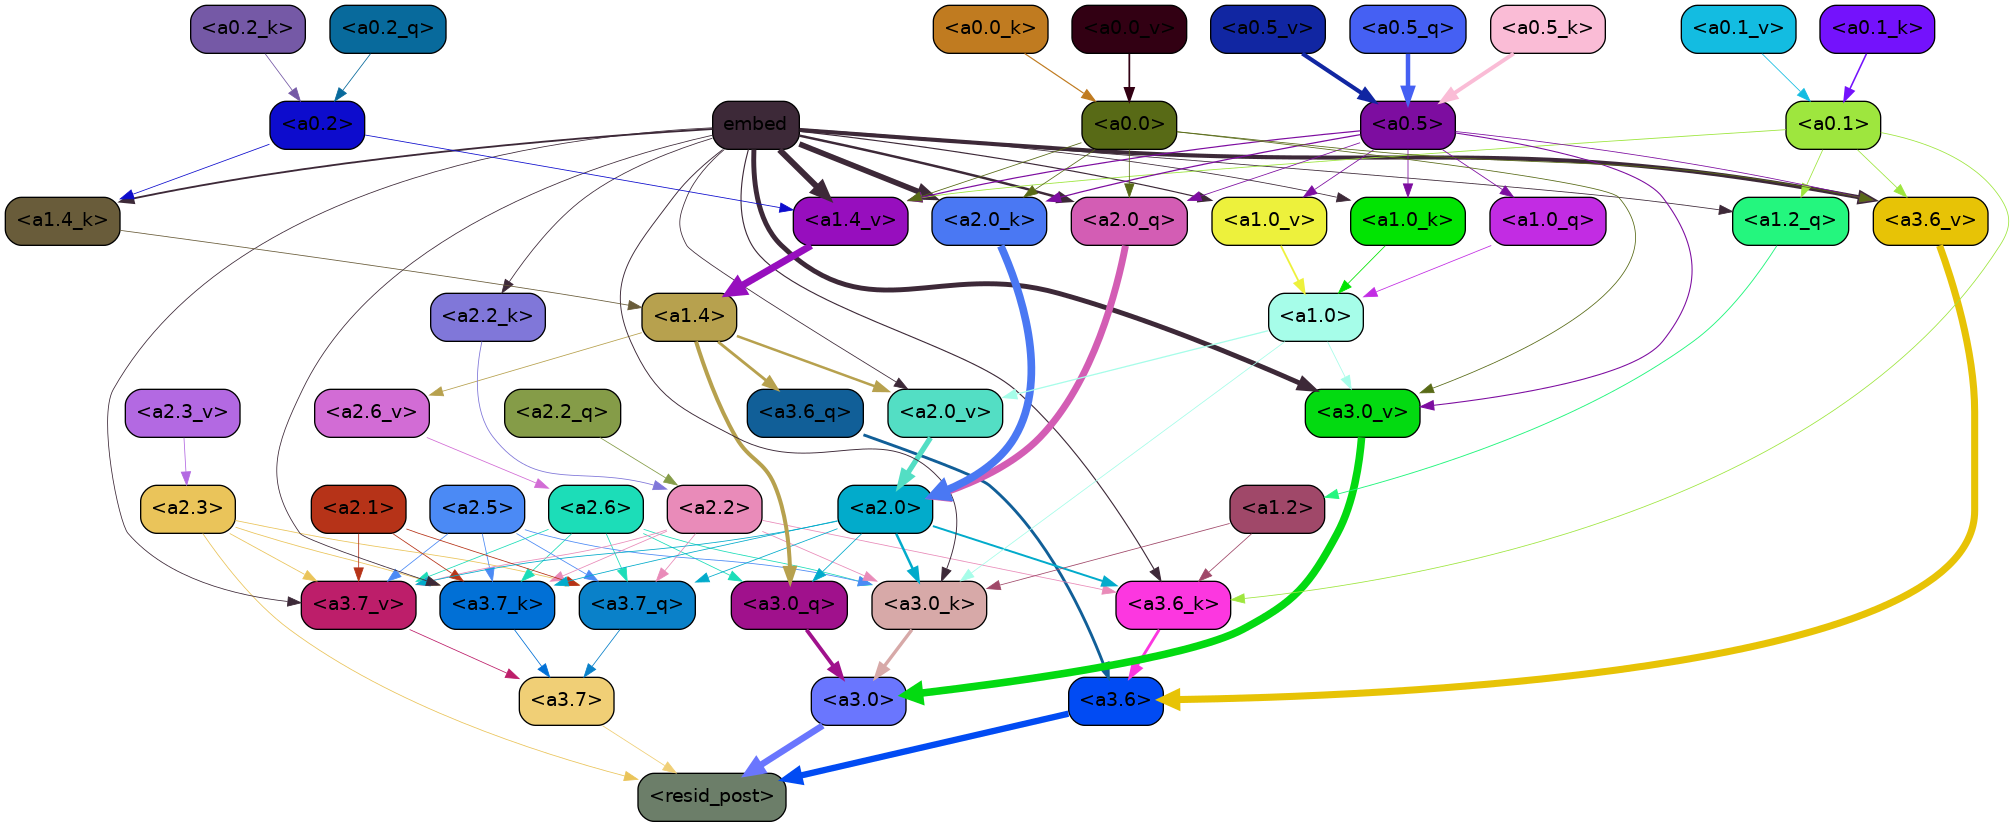 <a0.2_k> <a0.2_q> <a0.0_k> <a0.0_v> <a0.5_v> <a0.5_q> <a0.5_k> <a0.1_v> <a0.1_k>
<a0.2> embed <a0.0> <a0.5> <a0.1>
<a1.4_k> <a1.4_v> <a2.0_k> <a2.0_q> <a1.0_v> <a1.0_k> <a1.0_q> <a1.2_q> <a3.6_v>
<a2.2_k> <a1.4> <a1.0>
<a2.3_v> <a2.6_v> <a2.2_q> <a3.6_q> <a2.0_v> <a3.0_v>
<a2.3> <a2.1> <a2.5> <a2.6> <a2.2> <a2.0> <a1.2>
<a3.7_v> <a3.7_k> <a3.7_q> <a3.0_q> <a3.0_k> <a3.6_k>
<a3.7> <a3.0> <a3.6>
<resid_post>